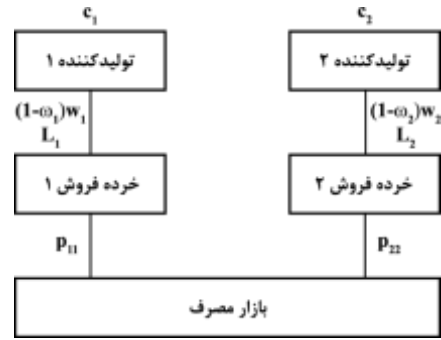 c₁ c₂
تولیدکننده ۱ تولیدکننده ۲
(1-ω₁)w₁ (1-ω₂)w₂
L₁ L₂
خرده فروش ۱ خرده فروش ۲
p₁₁ p₂₂
بازار مصرف